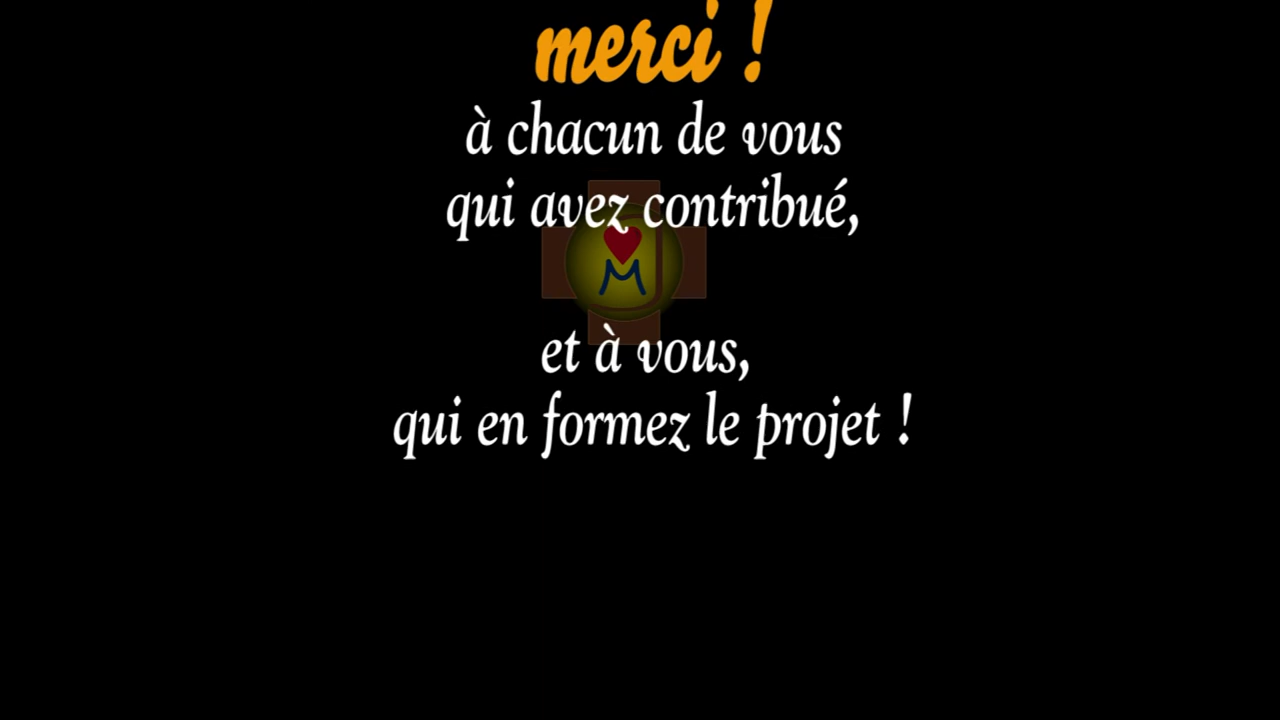 merci !
à chacun de vous
qui avez contribué,
M
et à vous,
qui en formez le projet !